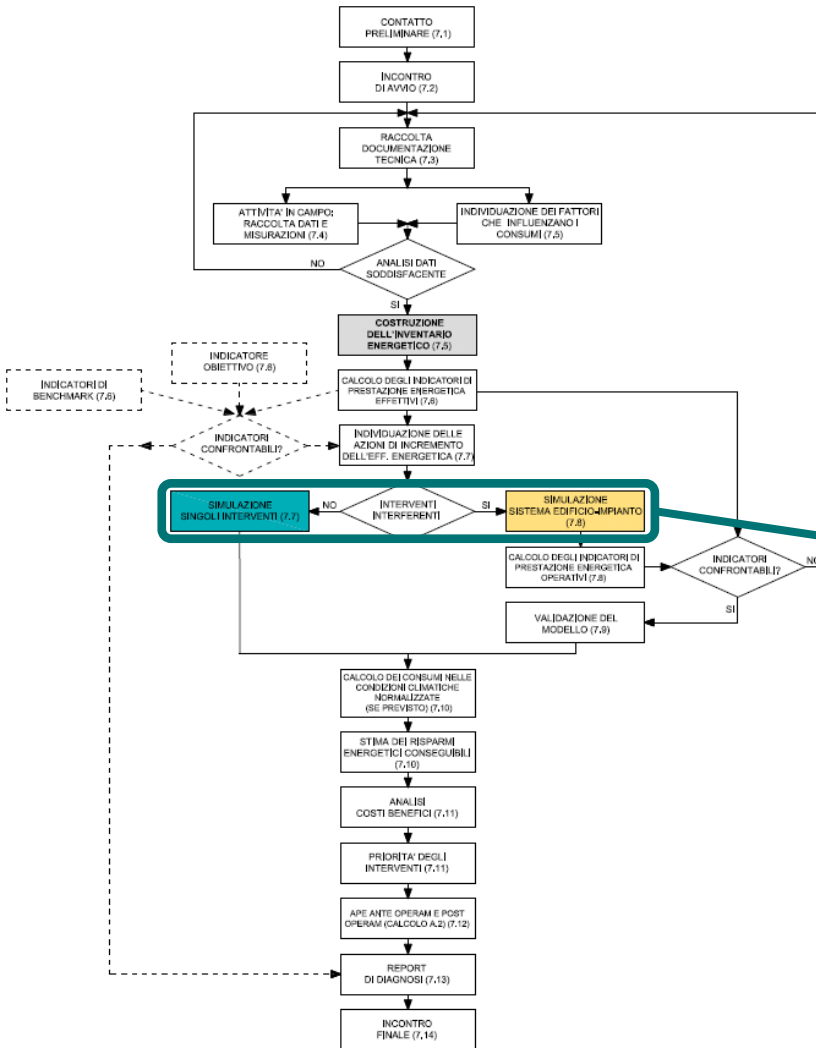 CONTATTO
PRELIMINARE (7.1)
INCONTRO
DI AVVIO (7.2)
RACCOLTA
DOCUMENTAZIONE
TECNICA (7.3)
ATTIVITA' IN CAMPO:
RACCOLTA DATI E
MISURAZIONI (7.4)
INDIVIDUAZIONE DEI FATTORI
CHE INFLUENZANO I
CONSUMI (7.5)
NO
ANALISI DATI
SODDISFACENTE
SI
COSTRUZIONE
DELL'INVENTARIO
ENERGETICO (7.5)
INDICATORE
OBIETTIVO (7.6)
INDICATORI DI
BENCHMARK (7.6)
CALCOLO DEGLI INDICATORI DI
PRESTAZIONE ENERGETICA
EFFETTIVI (7.6)
INDICATORI
CONFRONTABILI?
INDIVIDUAZIONE DELLE
AZIONI DI INCREMENTO
DELL'EFF. ENERGETICA (7.7)
SIMULAZIONE
SINGOLI INTERVENTI (7.7)
NO
INTERVENTI
INTERFERENTI
SI
SIMULAZIONE
SISTEMA EDIFICIO-IMPIANTO
(7.8)
CALCOLO DEGLI INDICATORI DI
PRESTAZIONE ENERGETICA
OPERATIVI (7.8)
INDICATORI
CONFRONTABILI?
NO
SI
VALIDAZIONE DEL
MODELLO (7.9)
CALCOLO DEI CONSUMI NELLE
CONDIZIONI CLIMATICHE
NORMALIZZATE
(SE PREVISTO) (7.10)
STIMA DEI RISPARMI
ENERGETICI CONSEGUIBILI
(7.10)
ANALISI
COSTI BENEFICI (7.11)
PRIORITA' DEGLI
INTERVENTI (7.11)
APE ANTE OPERAM E POST
OPERAM (CALCOLO A.2) (7.12)
REPORT
DI DIAGNOSI (7.13)
INCONTRO
FINALE (7.14)